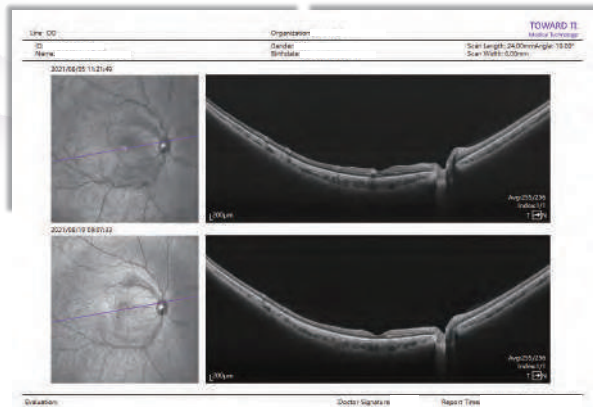 Line OD
Organization
TOWARD π
Medical Technology
ID
Name:
Gender
Birthdate:
Scan Length: 24.00mm Angle: 10.00°
Scan Width: 0.00mm
2021/08/05 11:21:49
200μm
Avg:255/256
Index:1/1
T → N
2021/08/19 09:07:33
200μm
Avg:255/256
Index:1/1
T → N
Evaluation:
Doctor Signature
Report Time